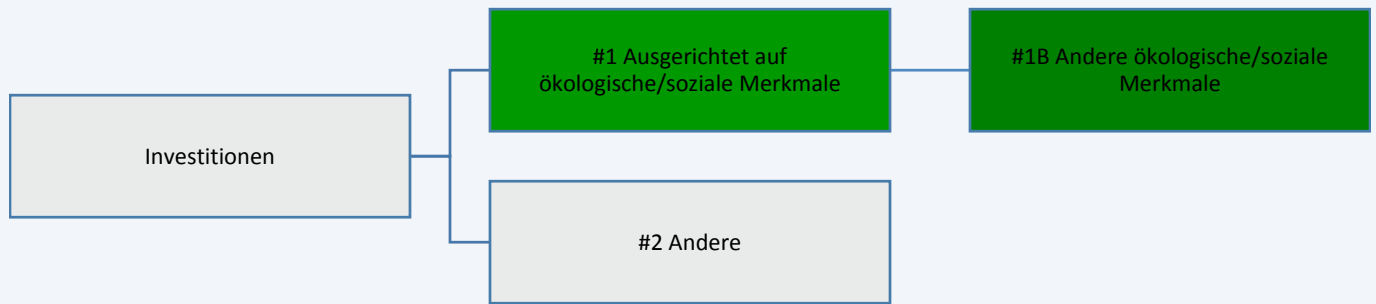 #1 Ausgerichtet auf
ökologische/soziale Merkmale
#1B Andere ökologische/soziale
Merkmale
Investitionen
#2 Andere